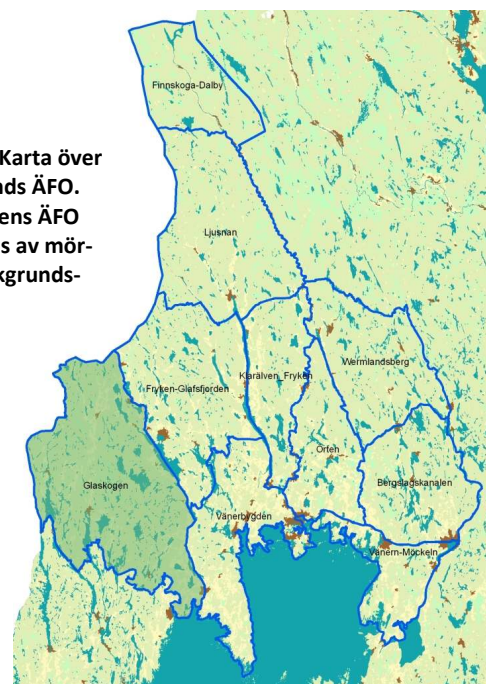 Karta över
nds ÄFO.
ens ÄFO
s av mör-
kgrunds-
Finnskoga-Dalby
Ljusnan
Wermlandsberg
Klarälven_Fryken
Fryken-Glafsfjorden
Örten
Bergslagskanalen
Glaskogen
Vänerbygden
Vänern-Möckeln